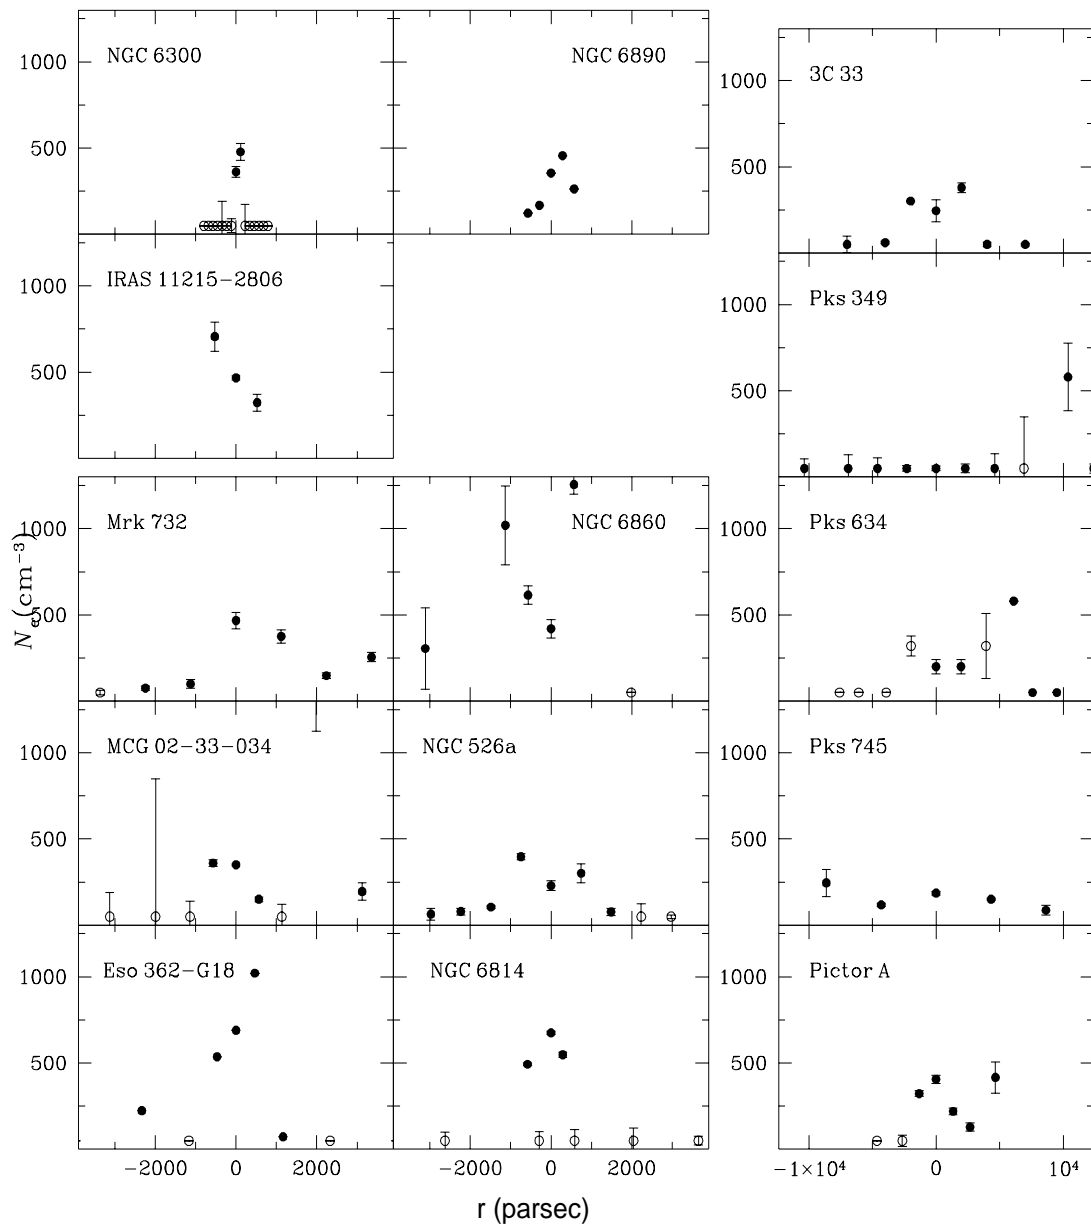 NGC 6300
NGC 6890
3C 33
1000
500
1000
500
IRAS 11215−2806
1000
500
Pks 349
1000
500
Mrk 732
NGC 6860
1000
500
Pks 634
1000
500
N_e(cm⁻³)
MCG 02−33−034
NGC 526a
1000
500
Pks 745
1000
500
Eso 362−G18
NGC 6814
1000
500
Pictor A
1000
500
−2000 0 2000
−2000 0 2000
−1×10⁴ 0 10⁴
r (parsec)